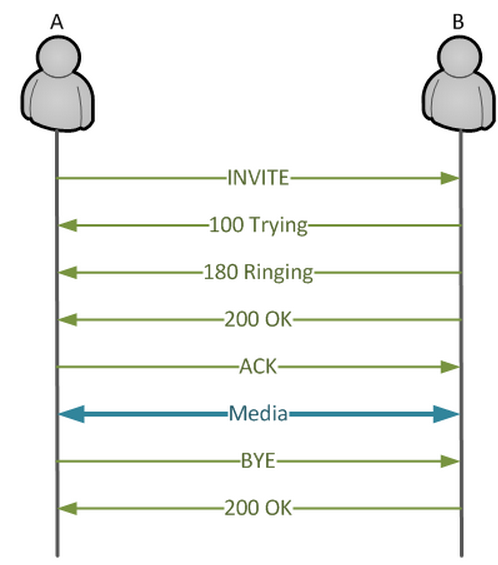 A
B
INVITE
100 Trying
180 Ringing
200 OK
ACK
Media
BYE
200 OK